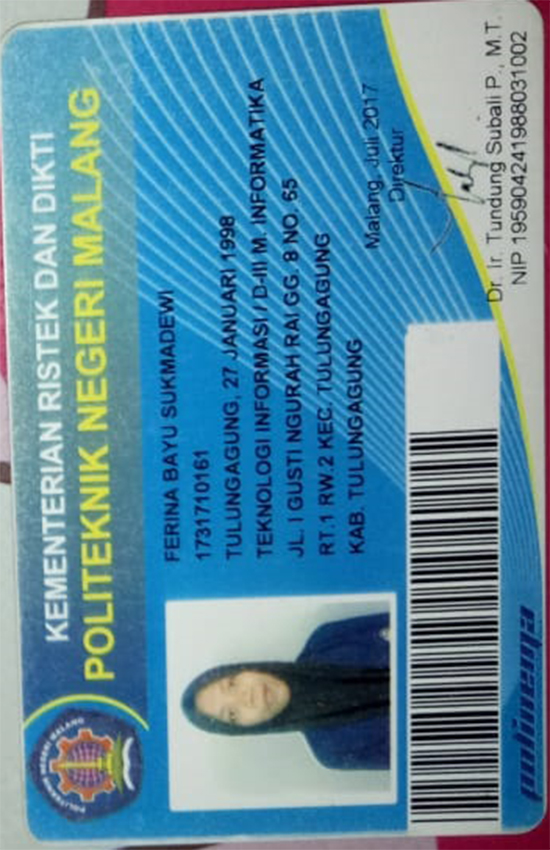 POLITEKNIK NEGERI MALANG
KEMENTERIAN RISTEK DAN DIKTI
POLITEKNIK NEGERI MALANG
FERINA BAYU SUKMADEWI
1731710161
TULUNGAGUNG, 27 JANUARI 1998
TEKNOLOGI INFORMASI / D-III M. INFORMATIKA
JL. I GUSTI NGURAH RAI GG. 8 NO. 65
RT.1 RW.2 KEC. TULUNGAGUNG
KAB. TULUNGAGUNG
Malang, Juli 2017
Direktur
Dr. Ir. Tundung Subali P., M.T.
NIP 195904241988031002
polinema